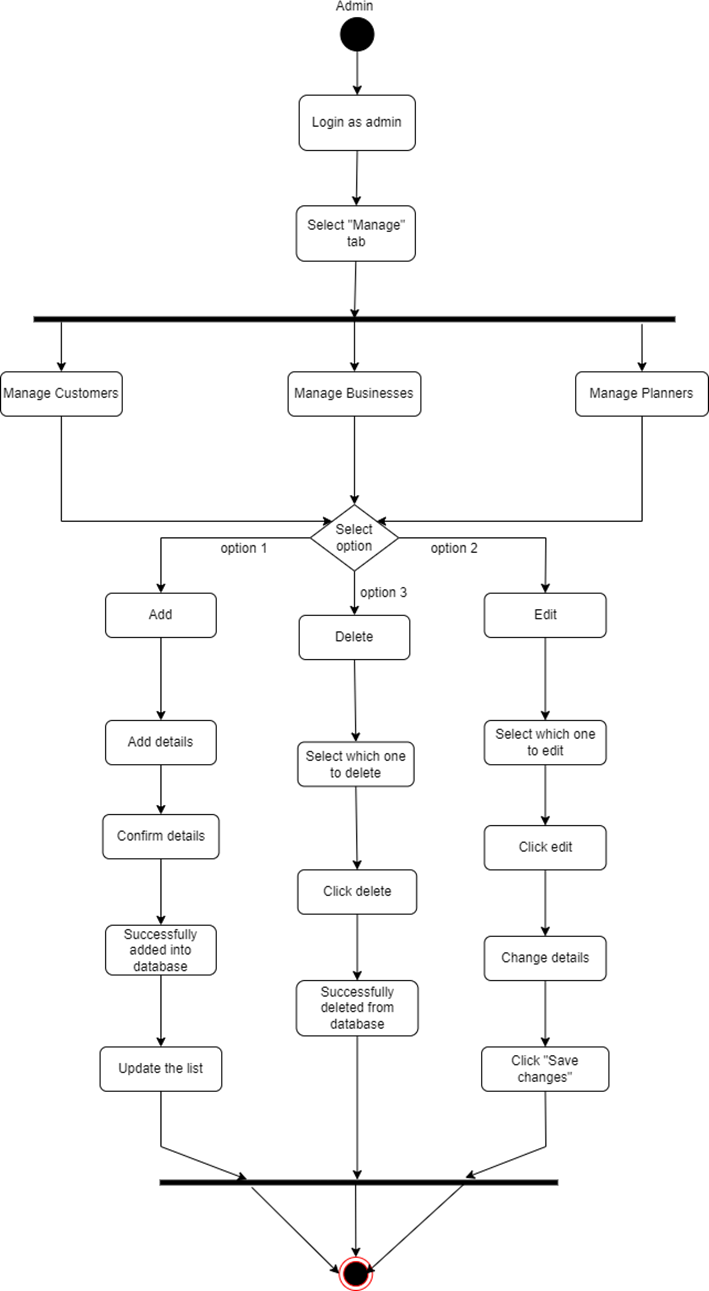 Admin
Login as admin
Select "Manage"
tab
Manage Customers
Manage Businesses
Manage Planners
Select
option
option 1
option 2
option 3
Add
Delete
Edit
Add details
Select which one
to delete
Select which one
to edit
Confirm details
Click delete
Click edit
Successfully
added into
database
Successfully
deleted from
database
Change details
Update the list
Click "Save
changes"